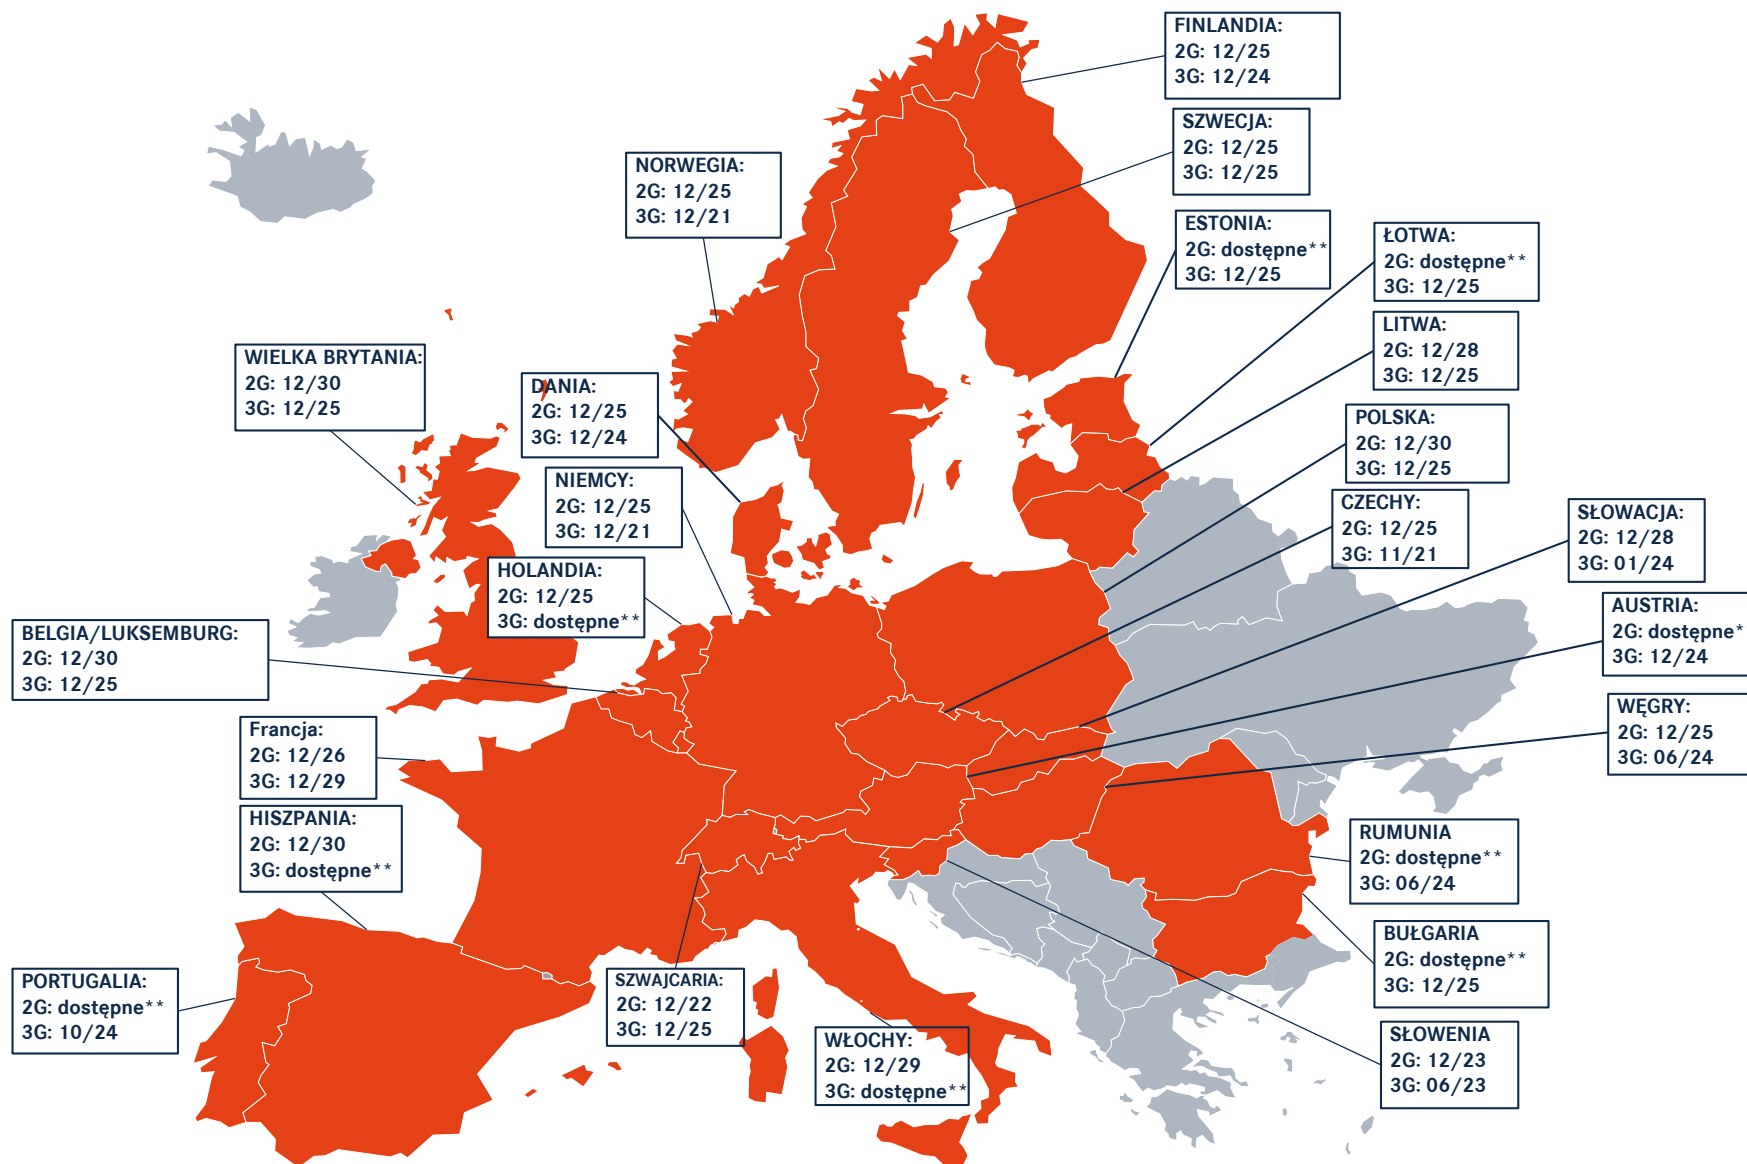 FINLANDIA:
2G: 12/25
3G: 12/24
SZWECJA:
2G: 12/25
3G: 12/25
NORWEGIA:
2G: 12/25
3G: 12/21
ESTONIA:
2G: dostępne**
3G: 12/25
ŁOTWA:
2G: dostępne**
3G: 12/25
LITWA:
2G: 12/28
3G: 12/25
WIELKA BRYTANIA:
2G: 12/30
3G: 12/25
DANIA:
2G: 12/25
3G: 12/24
POLSKA:
2G: 12/30
3G: 12/25
NIEMCY:
2G: 12/25
3G: 12/21
CZECHY:
2G: 12/25
3G: 11/21
SŁOWACJA:
2G: 12/28
3G: 01/24
HOLANDIA:
2G: 12/25
3G: dostępne**
AUSTRIA:
2G: dostępne*
3G: 12/24
BELGIA/LUKSEMBURG:
2G: 12/30
3G: 12/25
WĘGRY:
2G: 12/25
3G: 06/24
Francja:
2G: 12/26
3G: 12/29
HISZPANIA:
2G: 12/30
3G: dostępne**
RUMUNIA
2G: dostępne**
3G: 06/24
BUŁGARIA
2G: dostępne**
3G: 12/25
PORTUGALIA:
2G: dostępne**
3G: 10/24
SZWAJCARIA:
2G: 12/22
3G: 12/25
WŁOCHY:
2G: 12/29
3G: dostępne**
SŁOWENIA
2G: 12/23
3G: 06/23